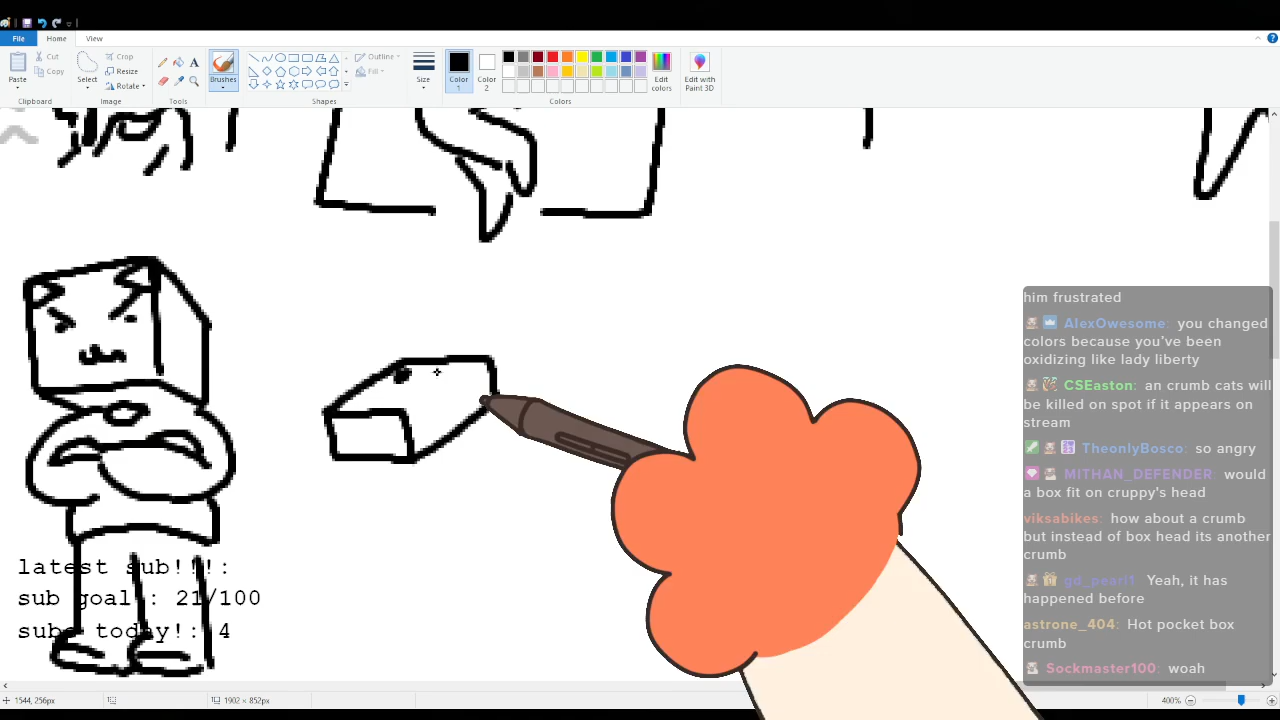 File Home View
Paste
Cut
Copy
Clipboard
Select
Crop
Resize
Rotate
Image
A
Tools
Brushes
Outline
Fill
Shapes
Size
Color
1
Color
2
Colors
Edit
colors
Edit with
Paint 3D
him frustrated
AlexOwesome: you changed
colors because you've been
oxidizing like lady liberty
CSEaston: an crumb cats will
be killed on spot if it appears on
stream
TheonlyBosco: so angry
MITHAN_DEFENDER: would
a box fit on cruppy's head
viksabikes: how about a crumb
but instead of box head its another
crumb
gd_pearl1 Yeah, it has
happened before
astrone_404: Hot pocket box
crumb
Sockmaster100: woah
latest sub!!!:
sub goal : 21/100
subs today!: 4
1544, 256px
1902 × 852px
400%